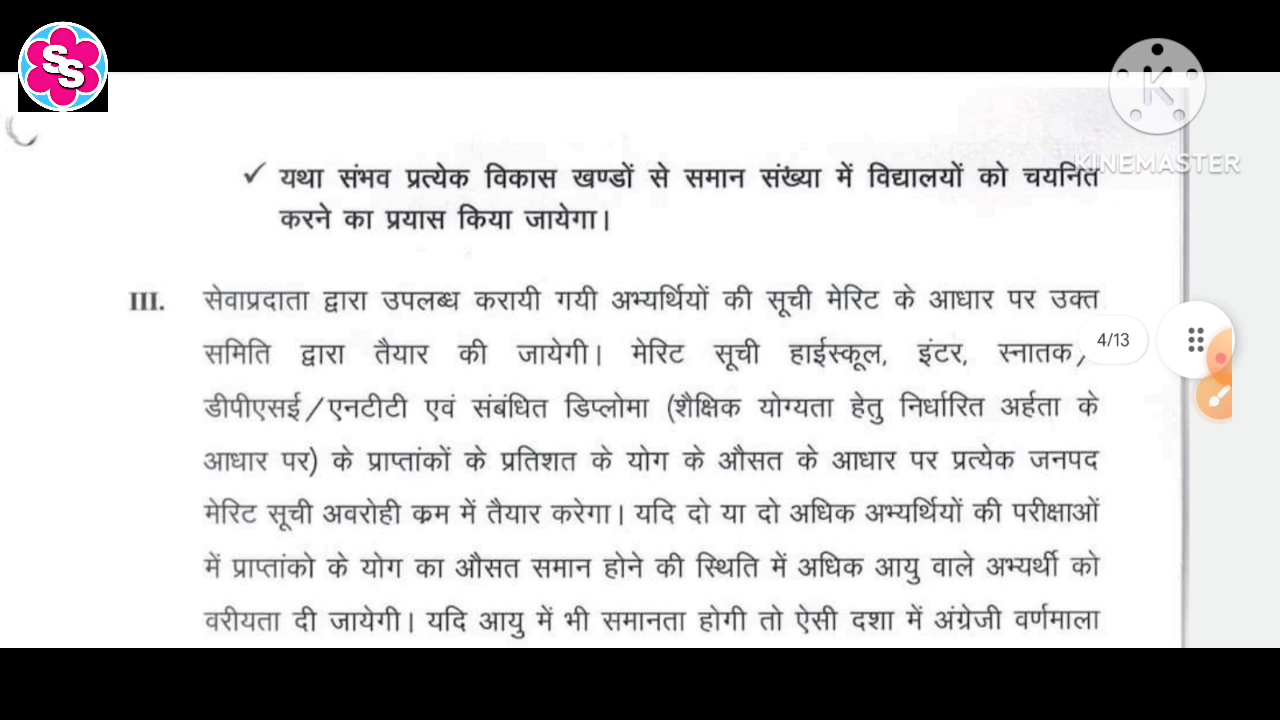 SS
KINEMASTER
✓ यथा संभव प्रत्येक विकास खण्डों से समान संख्या में विद्यालयों को चयनित
करने का प्रयास किया जायेगा।
III. सेवाप्रदाता द्वारा उपलब्ध करायी गयी अभ्यर्थियों की सूची मेरिट के आधार पर उक्त
4/13
समिति द्वारा तैयार की जायेगी। मेरिट सूची हाईस्कूल, इंटर, स्नातक/
डीपीएसई/एनटीटी एवं संबंधित डिप्लोमा (शैक्षिक योग्यता हेतु निर्धारित अर्हता के
आधार पर) के प्राप्तांकों के प्रतिशत के योग के औसत के आधार पर प्रत्येक जनपद
मेरिट सूची अवरोही क्रम में तैयार करेगा। यदि दो या दो अधिक अभ्यर्थियों की परीक्षाओं
में प्राप्तांको के योग का औसत समान होने की स्थिति में अधिक आयु वाले अभ्यर्थी को
वरीयता दी जायेगी। यदि आयु में भी समानता होगी तो ऐसी दशा में अंग्रेजी वर्णमाला